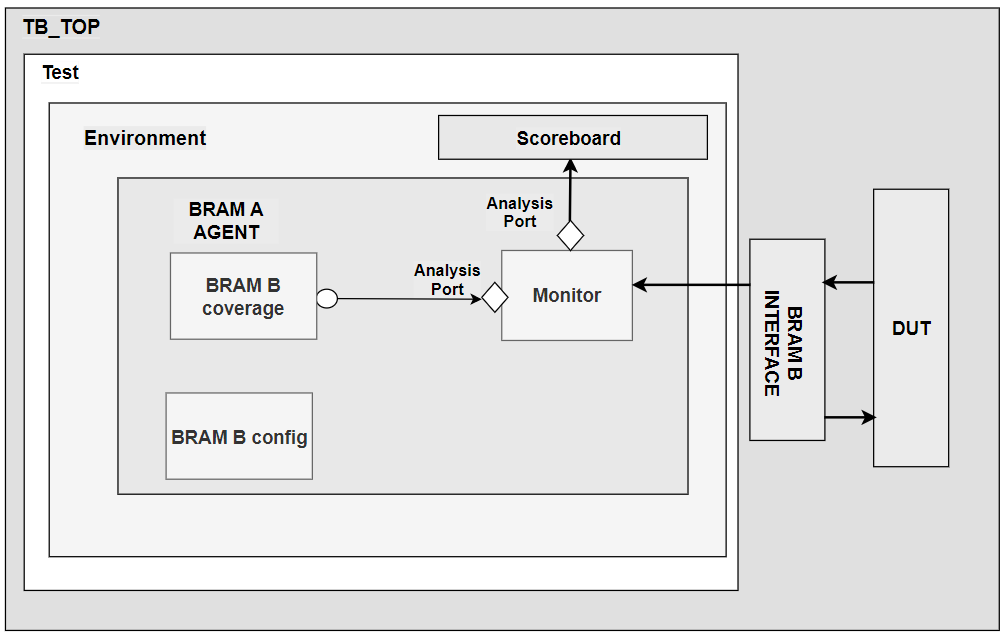 TB_TOP
Test
Environment
Scoreboard
Analysis
Port
BRAM A
AGENT
Analysis
Port
BRAM B
coverage
Monitor
BRAM B
INTERFACE
DUT
BRAM B config